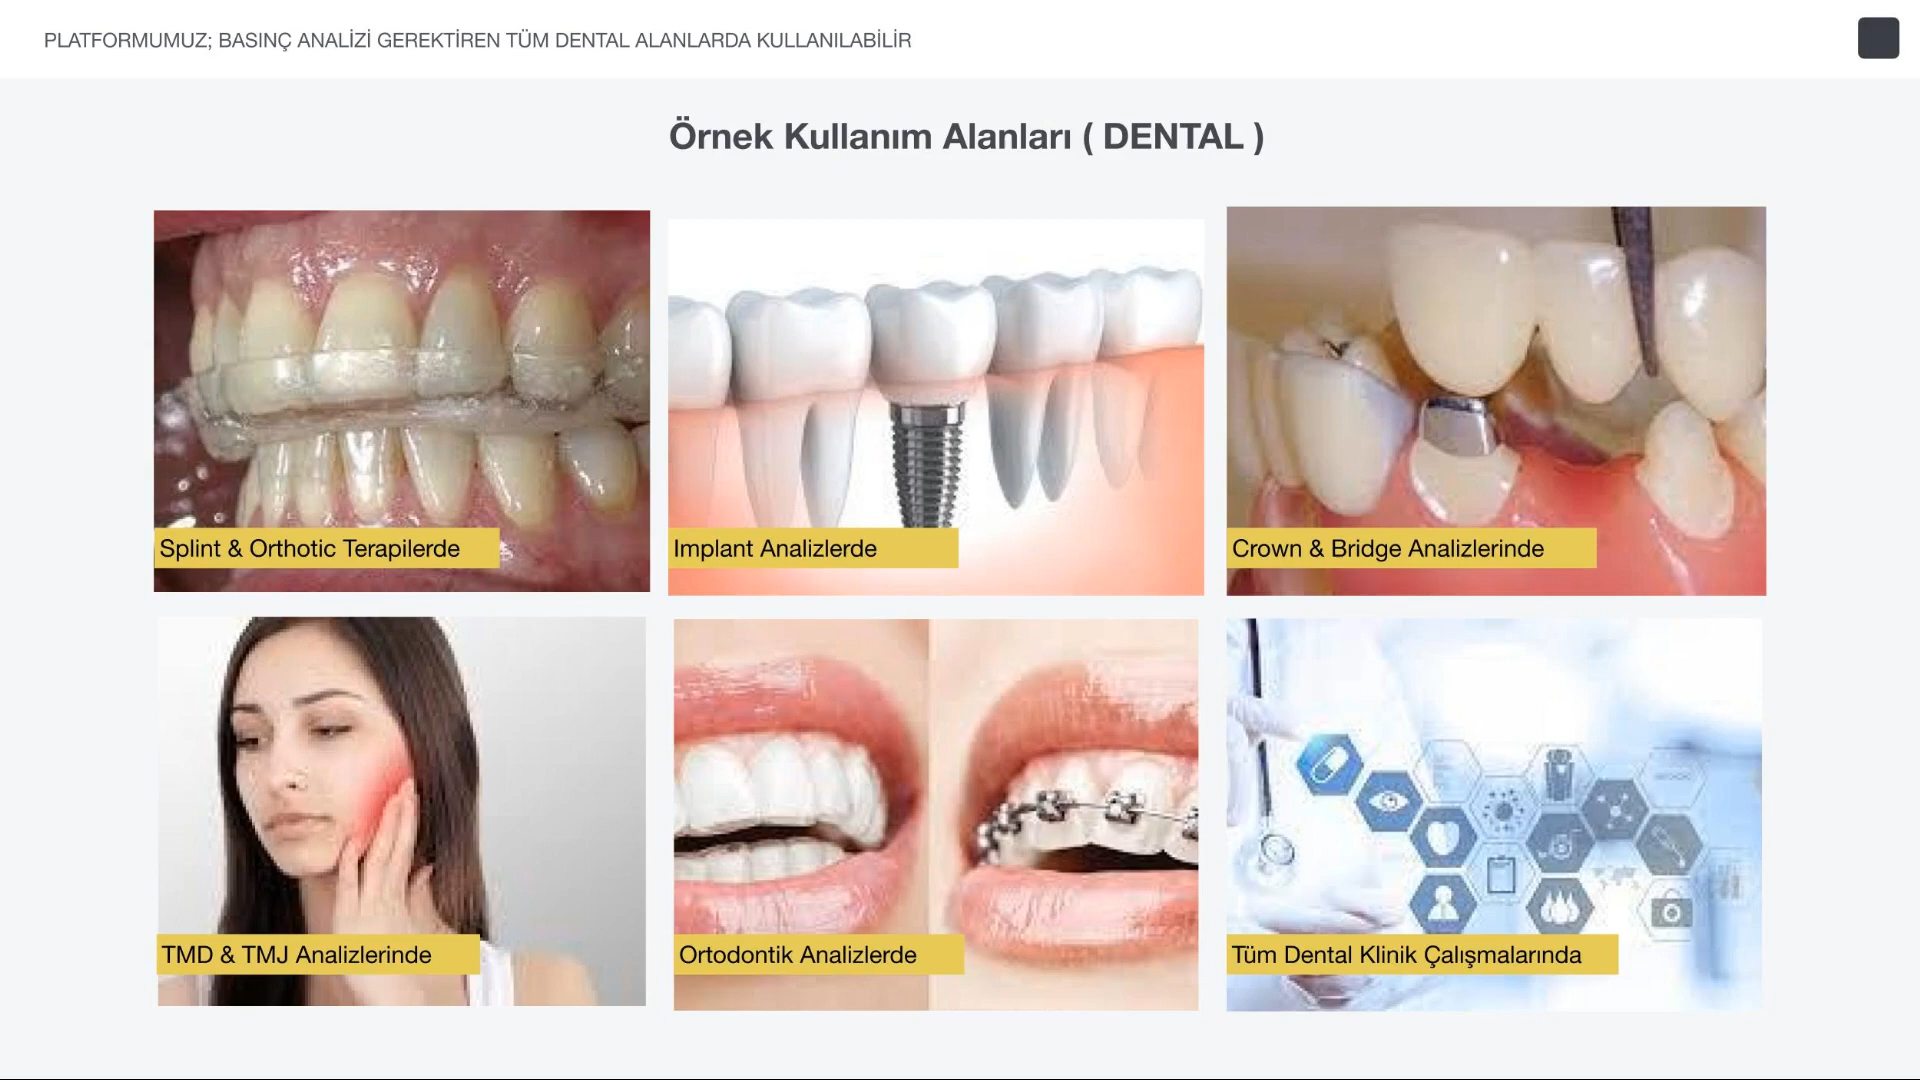 PLATFORMUMUZ; BASINÇ ANALİZİ GEREKTİREN TÜM DENTAL ALANLARDA KULLANILABİLİR
Örnek Kullanım Alanları ( DENTAL )
Splint & Orthotic Terapilerde
Implant Analizlerde
Crown & Bridge Analizlerinde
TMD & TMJ Analizlerinde
Ortodontik Analizlerde
Tüm Dental Klinik Çalışmalarında